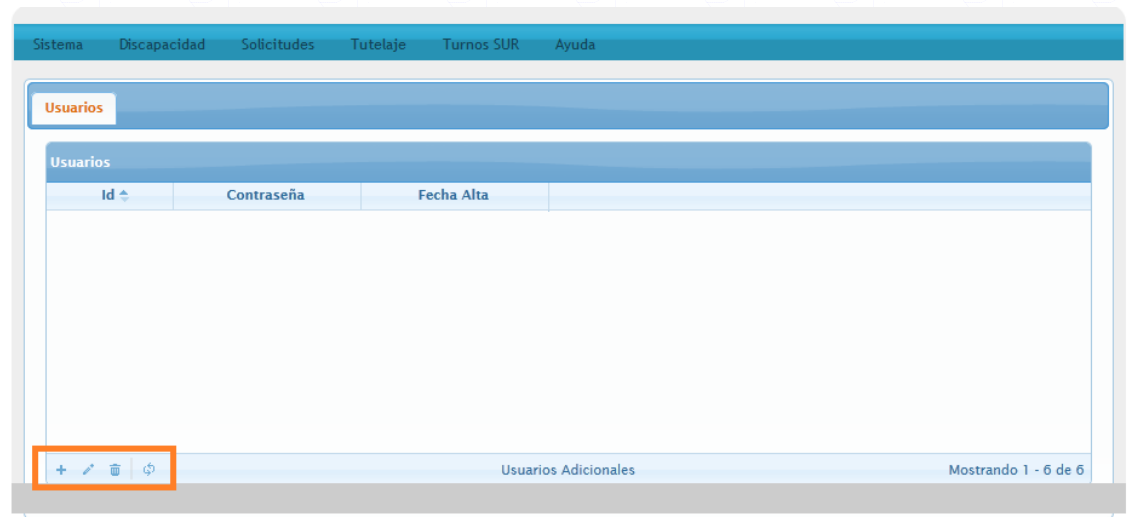 Sistema Discapacidad Solicitudes Tutelaje Turnos SUR Ayuda
Usuarios
Usuarios
Id Contraseña Fecha Alta
Usuarios Adicionales Mostrando 1 - 6 de 6